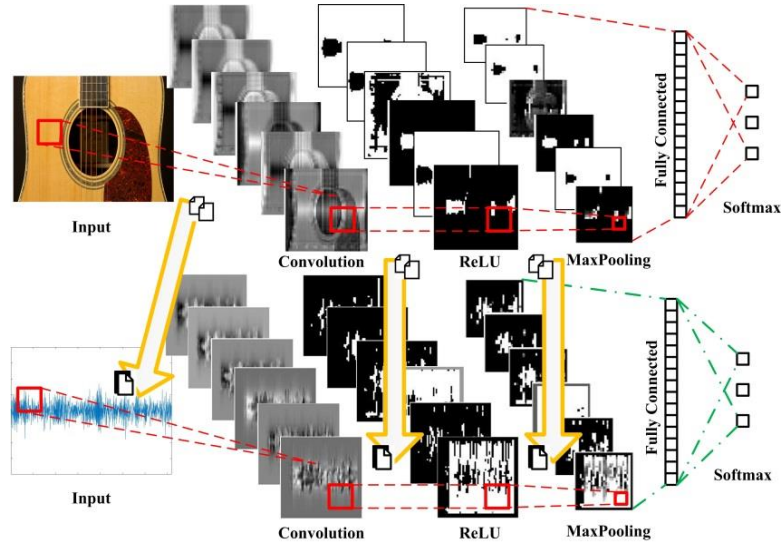 Fully Connected
Input
Convolution
ReLU
MaxPooling
Softmax
Fully Connected
Input
Convolution
ReLU
MaxPooling
Softmax